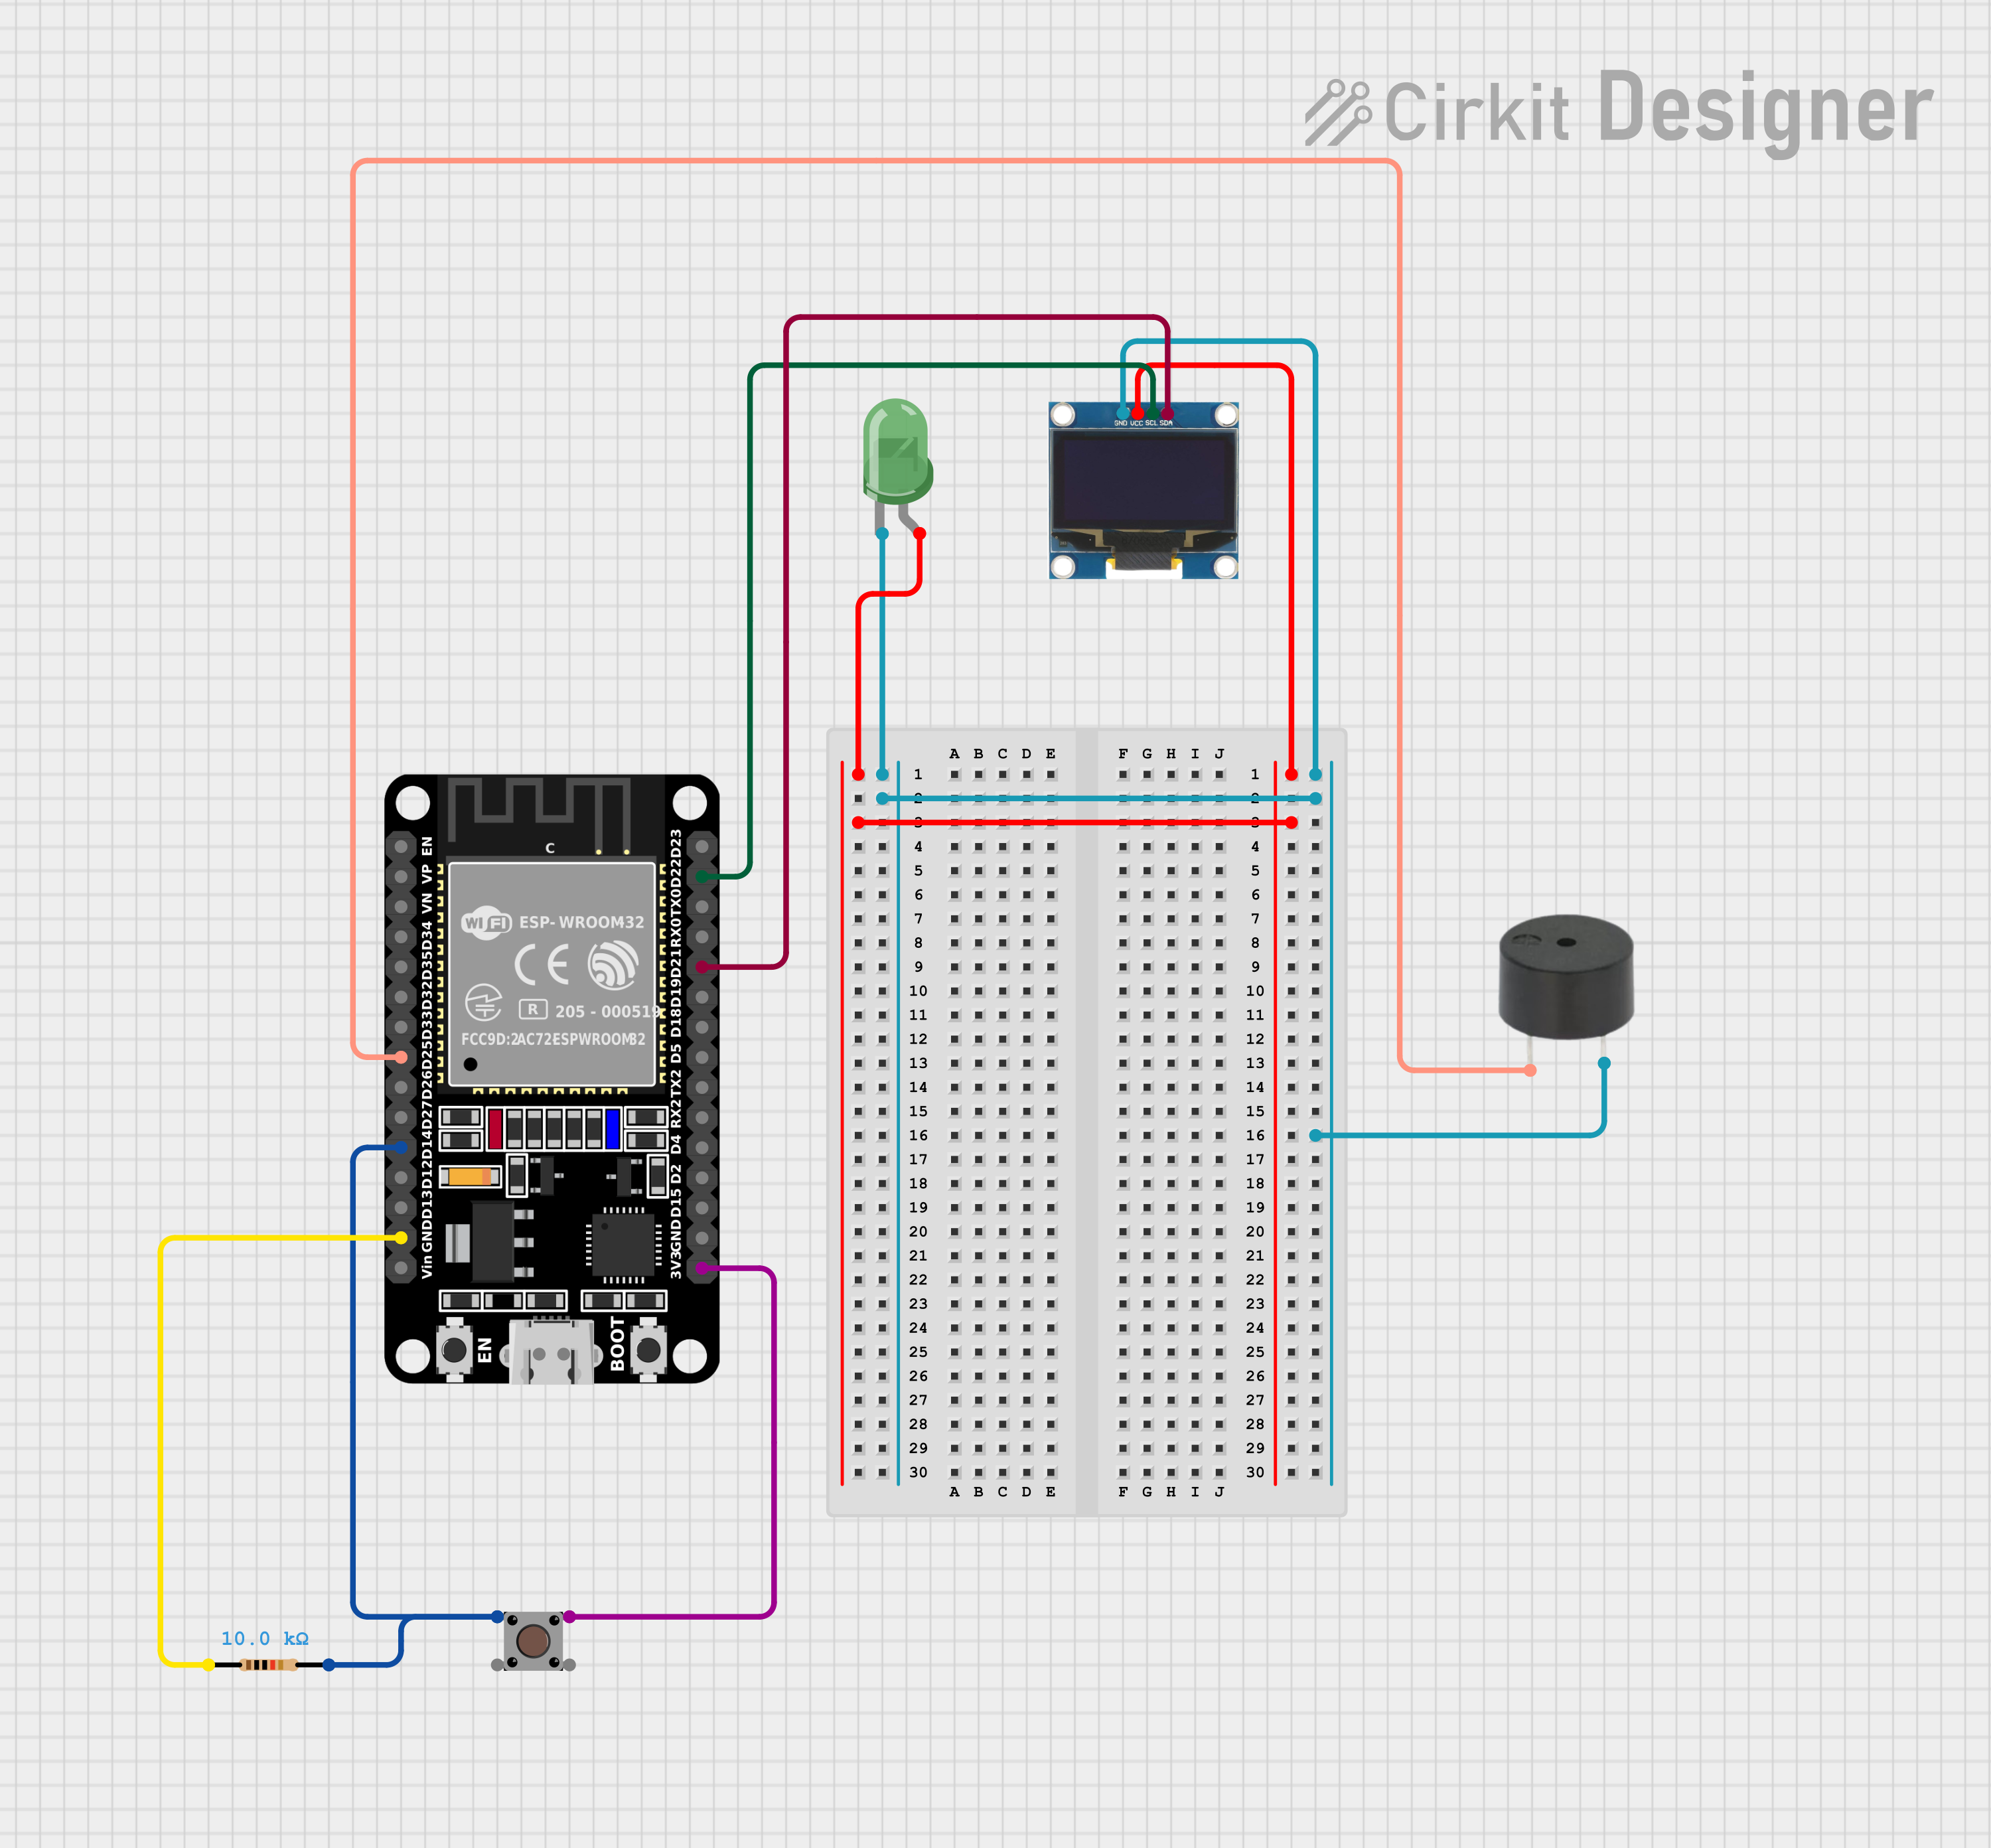 Cirkit Designer
GND VCC SCL SDA
A B C D E F G H I J
1 1
2 2
3 3
4 4
5 5
6 6
7 7
8 8
9 9
10 10
11 11
12 12
13 13
14 14
15 15
16 16
17 17
18 18
19 19
20 20
21 21
22 22
23 23
24 24
25 25
26 26
27 27
28 28
29 29
30 30
A B C D E F G H I J
EN
VP
VN
D34
D35
D32
D33
D25
D26
D27
D14
D12
D13
GND
Vin
C
Wi Fi ESP-WROOM32
CE
R 205 - 000519
FCC9D:2AC72ESPWROOM32
D23
D22
TX0
RX0
D21
D19
D18
D5
TX2
RX2
D4
D2
D15
GND
3V3
EN
BOOT
10.0 kΩ